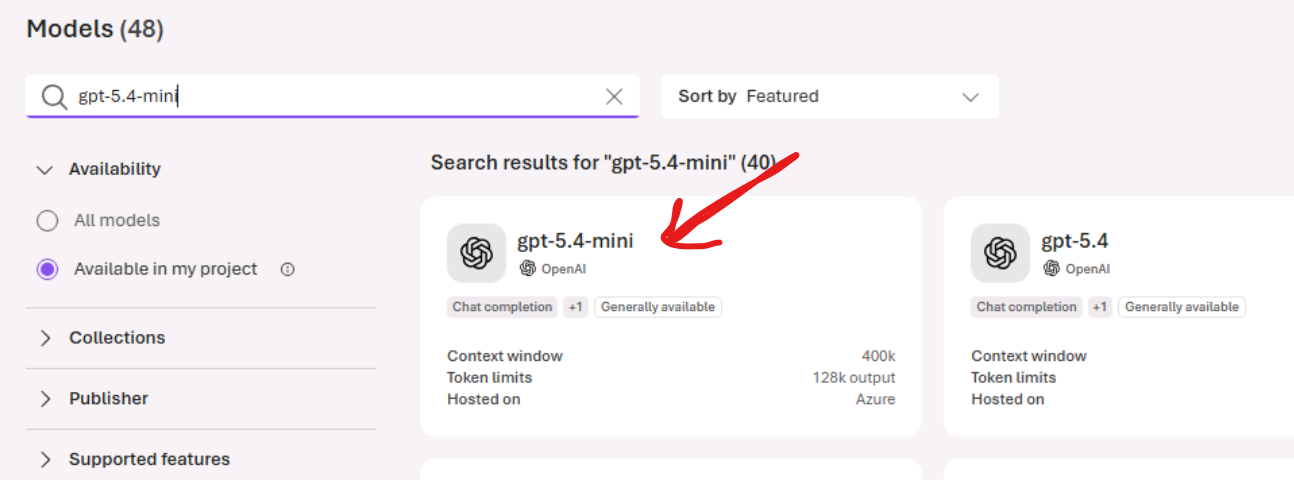 Models (48)
gpt-5.4-mini
Sort by Featured
Availability
All models
Available in my project
Collections
Publisher
Supported features
Search results for "gpt-5.4-mini" (40)
gpt-5.4-mini
OpenAI
Chat completion +1 Generally available
Context window 400k
Token limits 128k output
Hosted on Azure
gpt-5.4
OpenAI
Chat completion +1 Generally available
Context window
Token limits
Hosted on